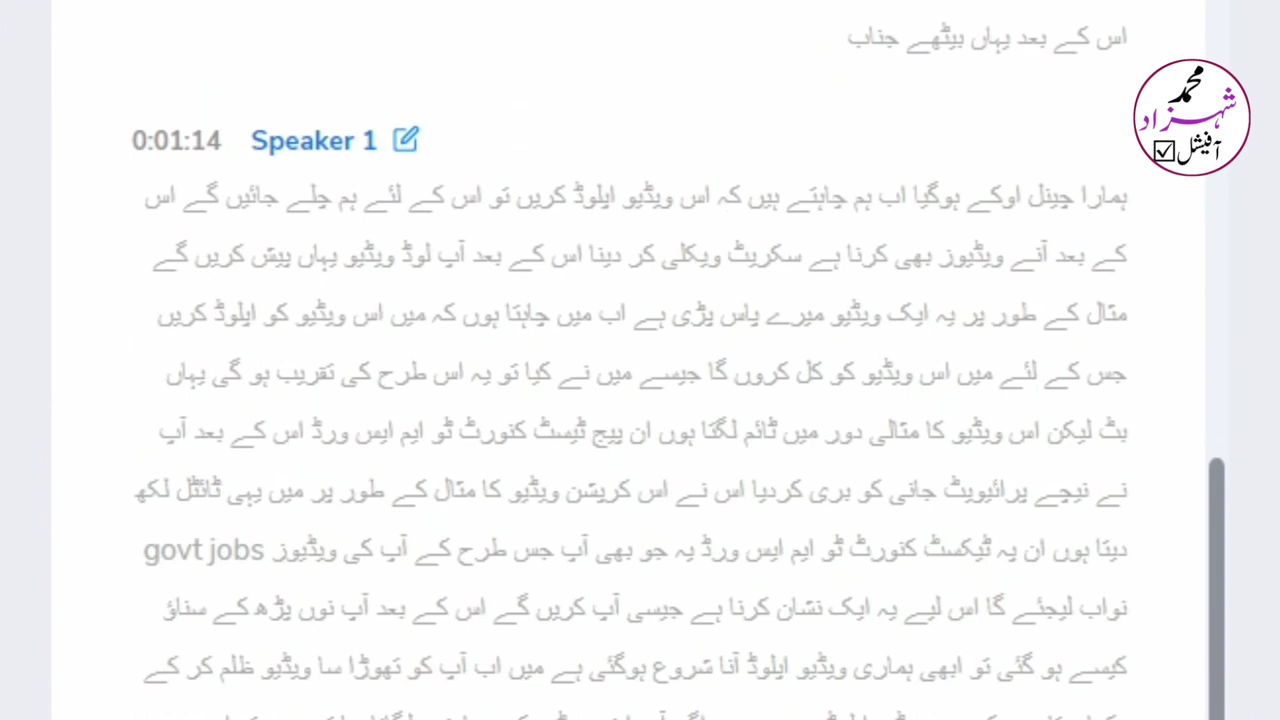 اس کے بعد یہاں بیٹھے جناب
محمد
شہزاد
آفیشل
0:01:14 Speaker 1
ہمارا چینل اوکے ہوگیا اب ہم چاہتے ہیں کہ اس ویڈیو اپلوڈ کریں تو اس کے لئے ہم چلے جائیں گے اس
کے بعد آنے ویڈیوز بھی کرنا ہے سکریٹ ویکلی کر دینا اس کے بعد آپ لوڈ ویڈیو یہاں پیش کریں گے
مثال کے طور پر یہ ایک ویڈیو میرے پاس پڑی ہے اب میں چاہتا ہوں کہ میں اس ویڈیو کو اپلوڈ کریں
جس کے لئے میں اس ویڈیو کو کل کروں گا جیسے میں نے کیا تو یہ اس طرح کی تقریب ہو گی یہاں
بٹ لیکن اس ویڈیو کا مثالی دور میں ٹائم لگتا ہوں ان پیج ٹیسٹ کنورٹ ٹو ایم ایس ورڈ اس کے بعد آپ
نے نیچے پرائیویٹ جانی کو بری کردیا اس نے اس کریشن ویڈیو کا مثال کے طور پر میں یہی ٹائٹل لکھ
دیتا ہوں ان یہ ٹیکسٹ کنورٹ ٹو ایم ایس ورڈ یہ جو بھی آپ جس طرح کے آپ کی ویڈیوز govt jobs
نواب لیجئے گا اس لیے یہ ایک نشان کرنا ہے جیسی آپ کریں گے اس کے بعد آپ نوں پڑھ کے سناؤ
کیسے ہو گئی تو ابھی ہماری ویڈیو اپلوڈ آنا شروع ہوگئی ہے میں اب آپ کو تھوڑا سا ویڈیو ظلم کر کے